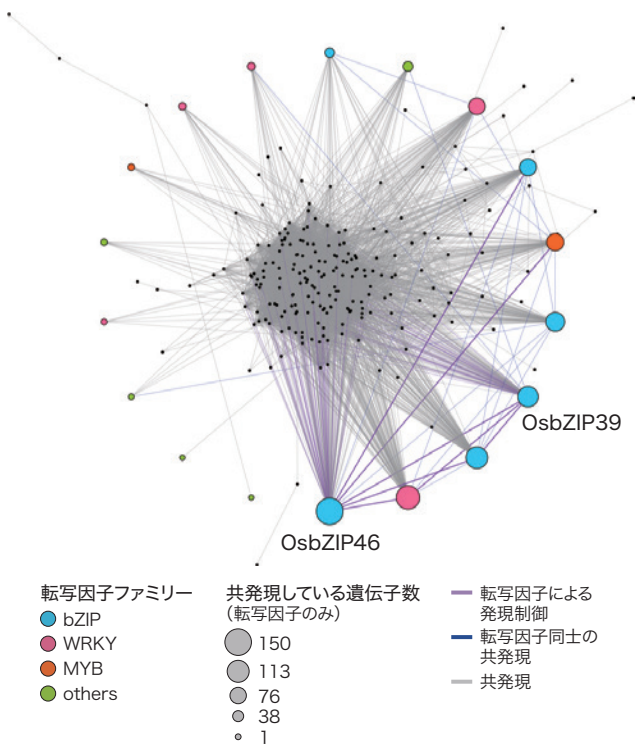 OsbZIP39
OsbZIP46
転写因子ファミリー
bZIP
WRKY
MYB
others
共発現している遺伝子数
（転写因子のみ）
150
113
76
38
1
転写因子による
発現制御
転写因子同士の
共発現
共発現